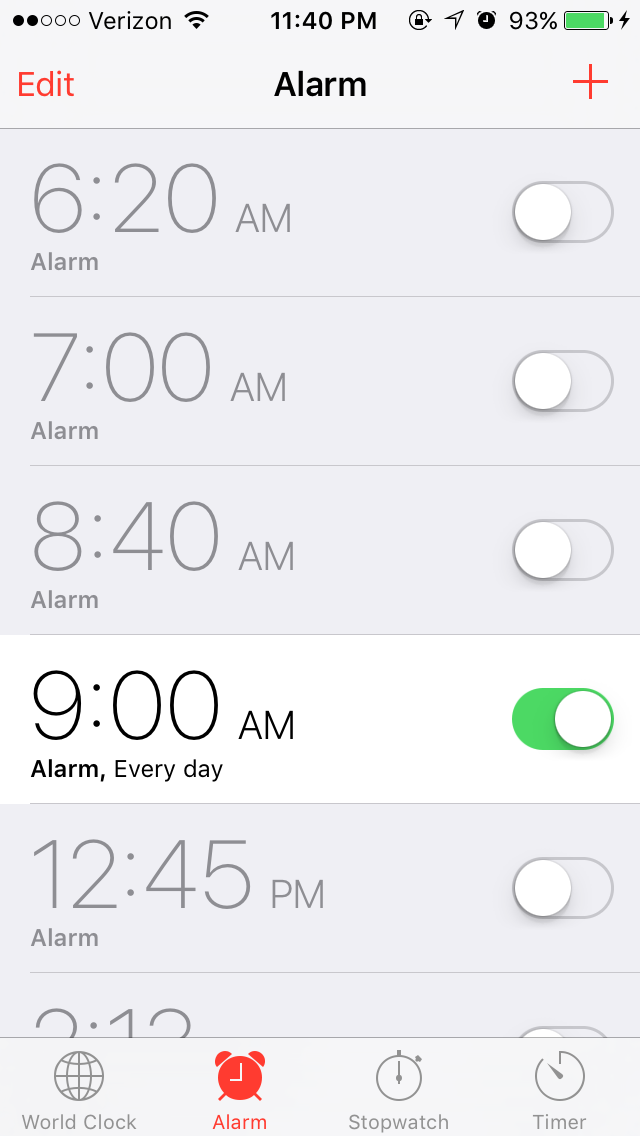 Verizon 11:40 PM 93%
Edit Alarm
6:20 AM
Alarm
7:00 AM
Alarm
8:40 AM
Alarm
9:00 AM
Alarm, Every day
12:45 PM
Alarm
World Clock Alarm Stopwatch Timer